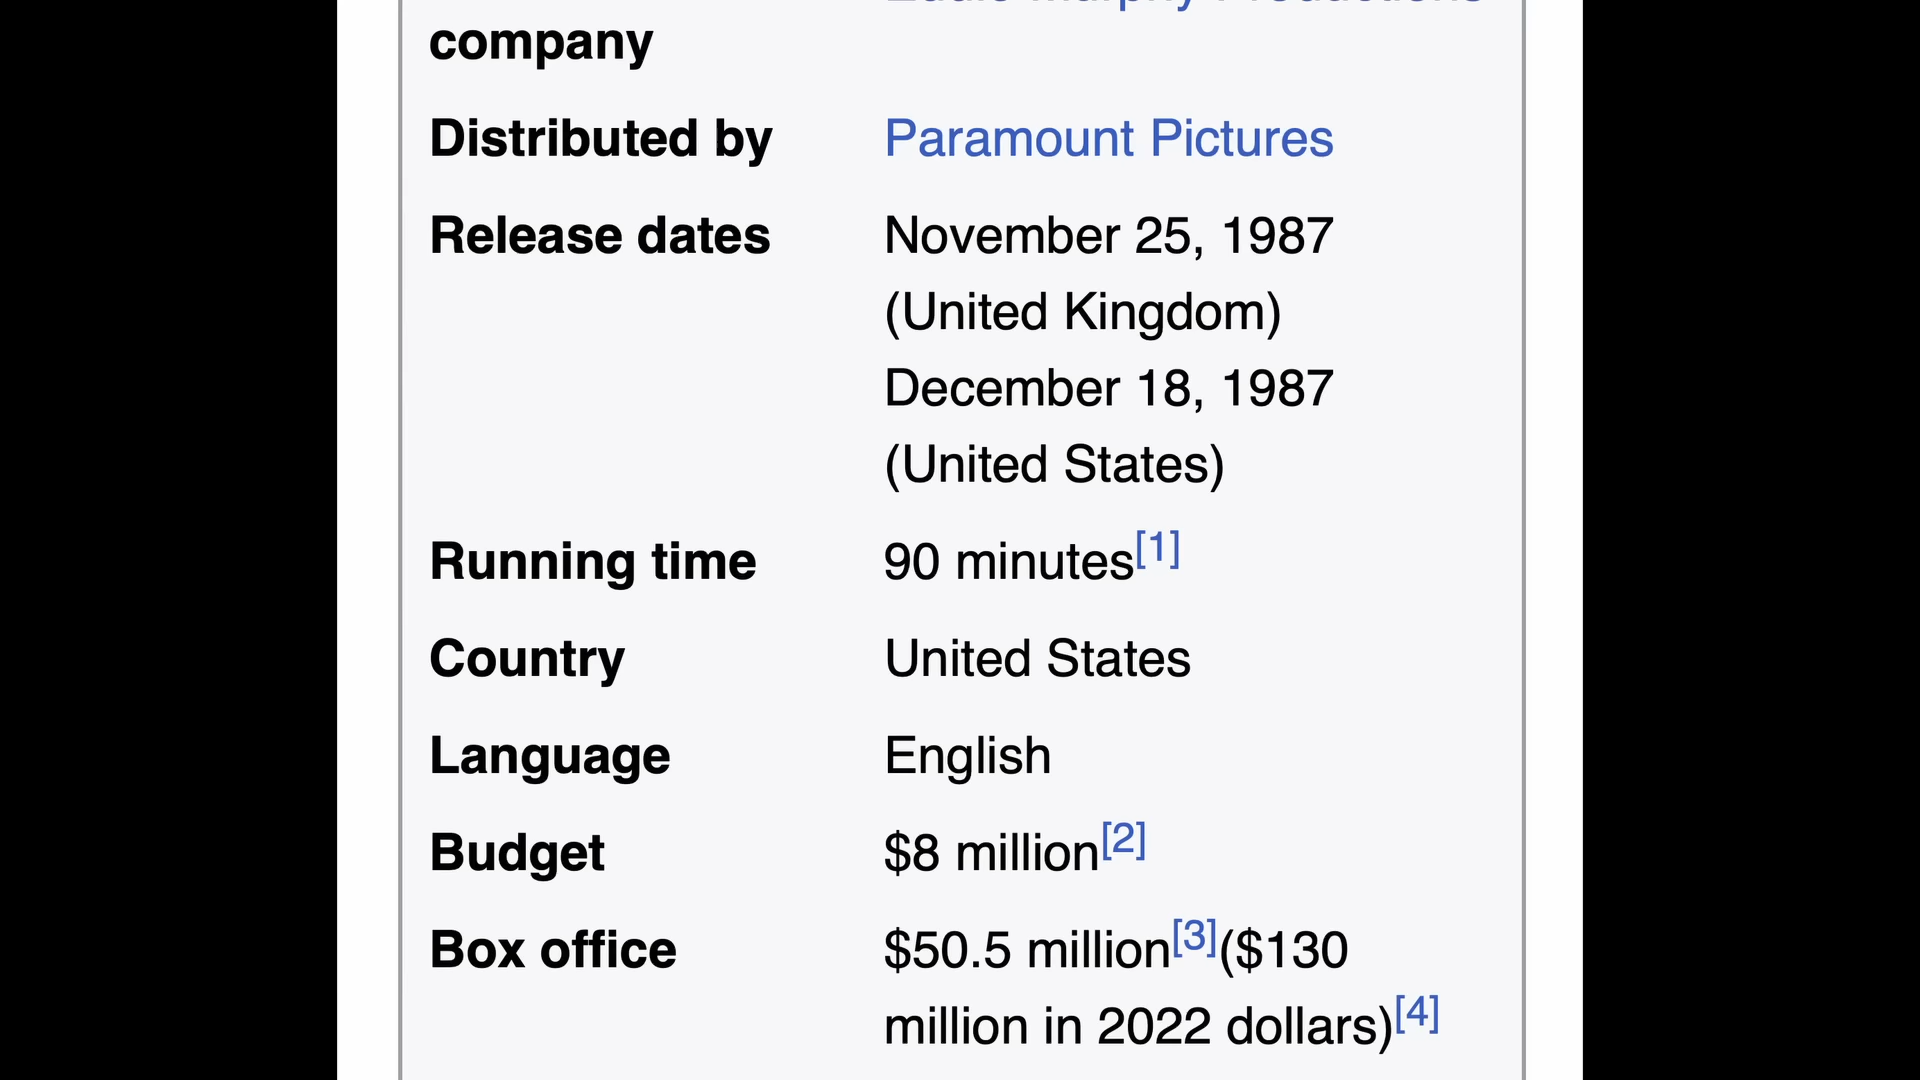 company
Distributed by Paramount Pictures
Release dates November 25, 1987
(United Kingdom)
December 18, 1987
(United States)
Running time 90 minutes[1]
Country United States
Language English
Budget $8 million[2]
Box office $50.5 million[3]($130
million in 2022 dollars)[4]